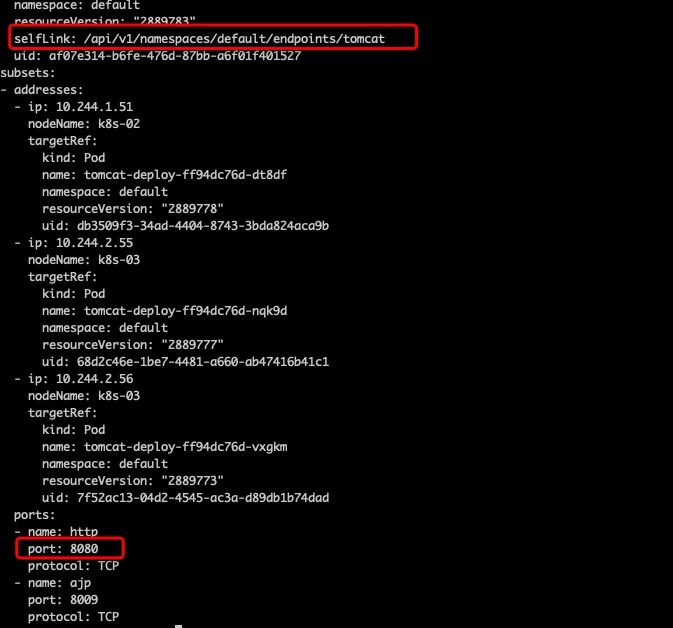 namespace: default
resourceVersion: "2889783"
selfLink: /api/v1/namespaces/default/endpoints/tomcat
uid: af07e314-b6fe-476d-87bb-a6f01f401527
subsets:
- addresses:
- ip: 10.244.1.51
nodeName: k8s-02
targetRef:
kind: Pod
name: tomcat-deploy-ff94dc76d-dt8df
namespace: default
resourceVersion: "2889778"
uid: db3509f3-34ad-4404-8743-3bda824aca9b
- ip: 10.244.2.55
nodeName: k8s-03
targetRef:
kind: Pod
name: tomcat-deploy-ff94dc76d-nqk9d
namespace: default
resourceVersion: "2889777"
uid: 68d2c46e-1be7-4481-a660-ab47416b41c1
- ip: 10.244.2.56
nodeName: k8s-03
targetRef:
kind: Pod
name: tomcat-deploy-ff94dc76d-vxgkm
namespace: default
resourceVersion: "2889773"
uid: 7f52ac13-04d2-4545-ac3a-d89db1b74dad
ports:
- name: http
port: 8080
protocol: TCP
- name: ajp
port: 8009
protocol: TCP